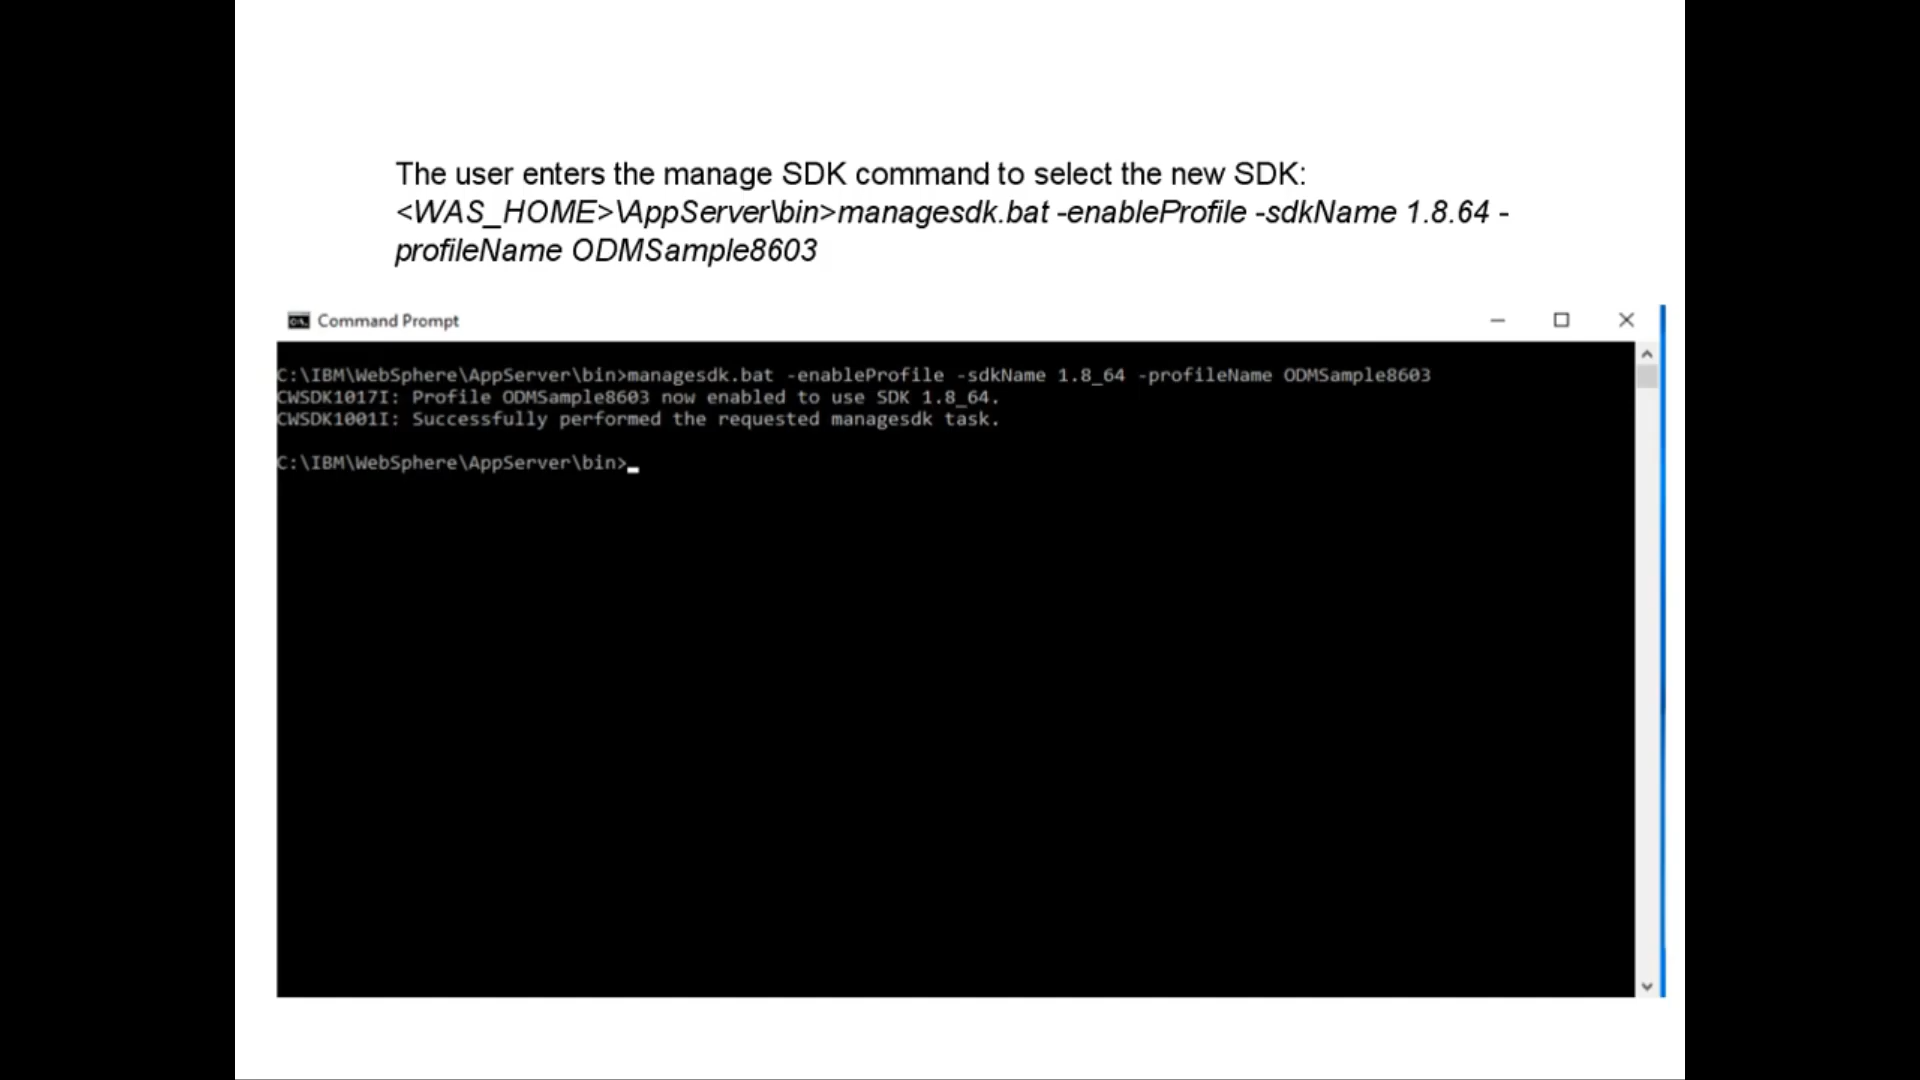 The user enters the manage SDK command to select the new SDK:
<WAS_HOME>\AppServer\bin>managesdk.bat -enableProfile -sdkName 1.8.64 -
profileName ODMSample8603
Command Prompt
C:\IBM\WebSphere\AppServer\bin>managesdk.bat -enableProfile -sdkName 1.8_64 -profileName ODMSample8603
CWSDK1017I: Profile ODMSample8603 now enabled to use SDK 1.8_64.
CWSDK1001I: Successfully performed the requested managesdk task.
C:\IBM\WebSphere\AppServer\bin>